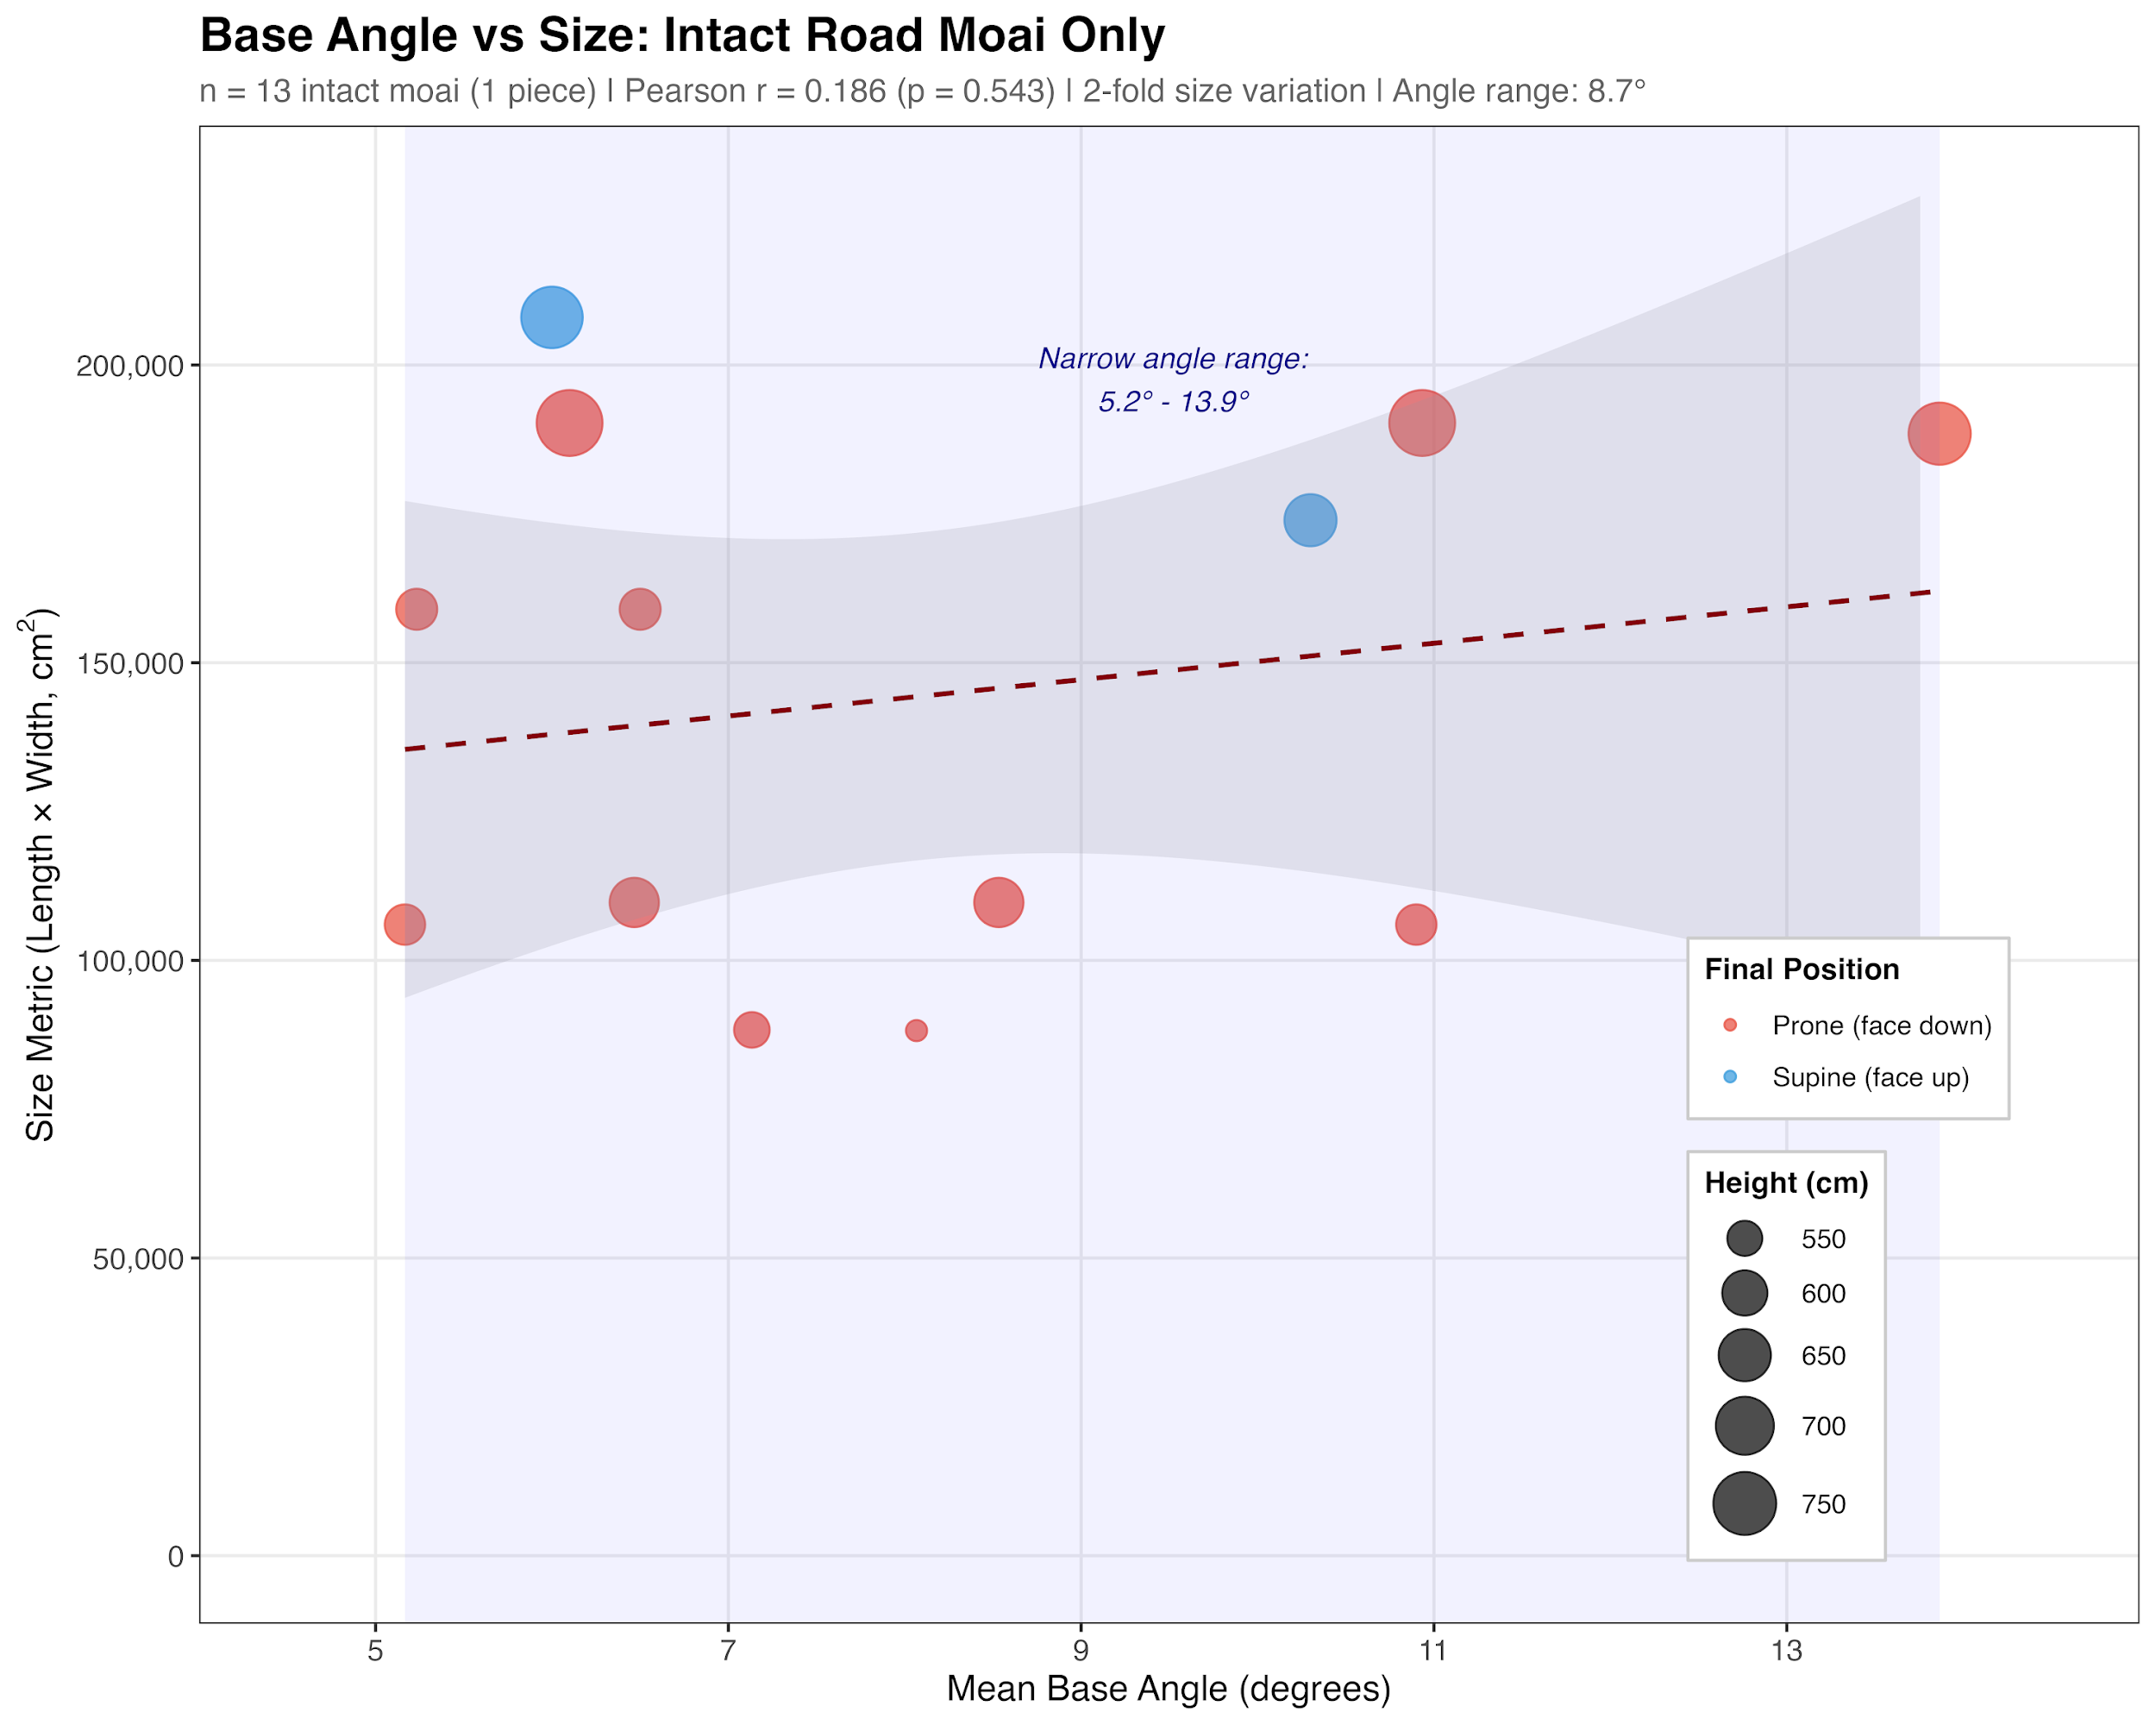 Base Angle vs Size: Intact Road Moai Only
n = 13 intact moai (1 piece) | Pearson r = 0.186 (p = 0.543) | 2-fold size variation | Angle range: 8.7°
Narrow angle range:
5.2° - 13.9°
200,000
150,000
100,000
50,000
0
Size Metric (Length × Width, cm²)
Final Position
Prone (face down)
Supine (face up)
Height (cm)
550
600
650
700
750
5 7 9 11 13
Mean Base Angle (degrees)